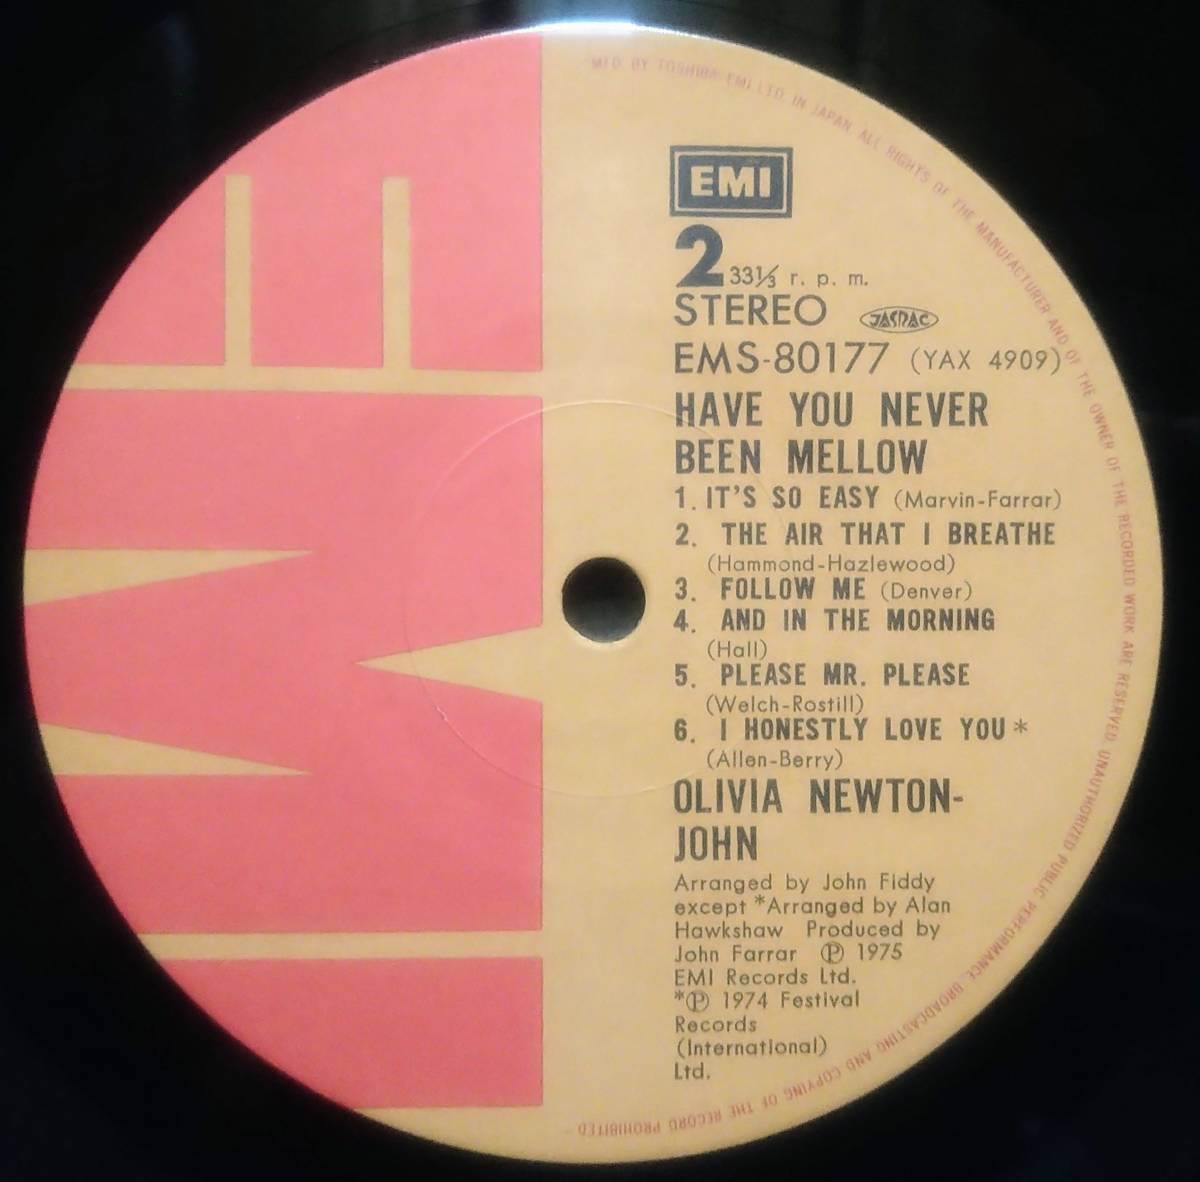 MFD. BY TOSHIBA-EMI LTD IN JAPAN. ALL RIGHTS OF THE MANUFACTURER AND OF THE OWNER OF THE RECORDED WORK ARE RESERVED. UNAUTHORIZED PUBLIC PERFORMANCE, BROADCASTING AND COPYING OF THE RECORD PROHIBITED
EMI
EMI
2 33⅓ r. p. m.
STEREO JASRAC
EMS-80177 (YAX 4909)
HAVE YOU NEVER
BEEN MELLOW
1. IT'S SO EASY (Marvin-Farrar)
2. THE AIR THAT I BREATHE
(Hammond-Hazlewood)
3. FOLLOW ME (Denver)
4. AND IN THE MORNING
(Hall)
5. PLEASE MR. PLEASE
(Welch-Rostill)
6. I HONESTLY LOVE YOU*
(Allen-Berry)
OLIVIA NEWTON-
JOHN
Arranged by John Fiddy
except *Arranged by Alan
Hawkshaw Produced by
John Farrar ℗ 1975
EMI Records Ltd.
*℗ 1974 Festival
Records
(International)
Ltd.